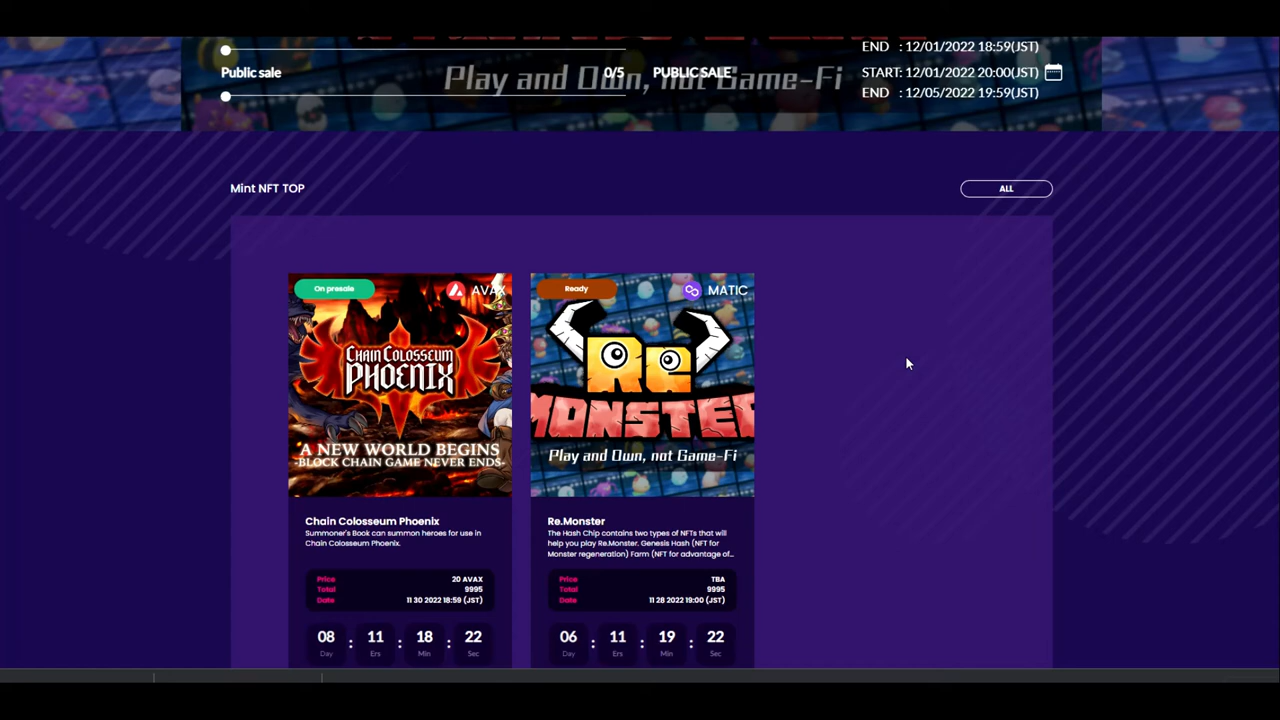 END : 12/01/2022 18:59(JST)
Public sale 0/5 PUBLIC SALE START: 12/01/2022 20:00(JST)
Play and Own, not Game-Fi
END : 12/05/2022 19:59(JST)
Mint NFT TOP
ALL
On presale
AVAX
CHAIN COLOSSEUM
PHOENIX
A NEW WORLD BEGINS
-BLOCK CHAIN GAME NEVER ENDS-
Chain Colosseum Phoenix
Summoner's Book can summon heroes for use in
Chain Colosseum Phoenix.
Price 20 AVAX
Total 9995
Date 11 30 2022 18:59 (JST)
08 : 11 : 18 : 22
Day Ers Min Sec
Ready
MATIC
Re
MONSTER
Play and Own, not Game-Fi
Re.Monster
The Hash Chip contains two types of NFTs that will
help you play Re.Monster. Genesis Hash (NFT for
Monster regeneration) Farm (NFT for advantage of...
Price TBA
Total 9995
Date 11 28 2022 19:00 (JST)
06 : 11 : 19 : 22
Day Ers Min Sec